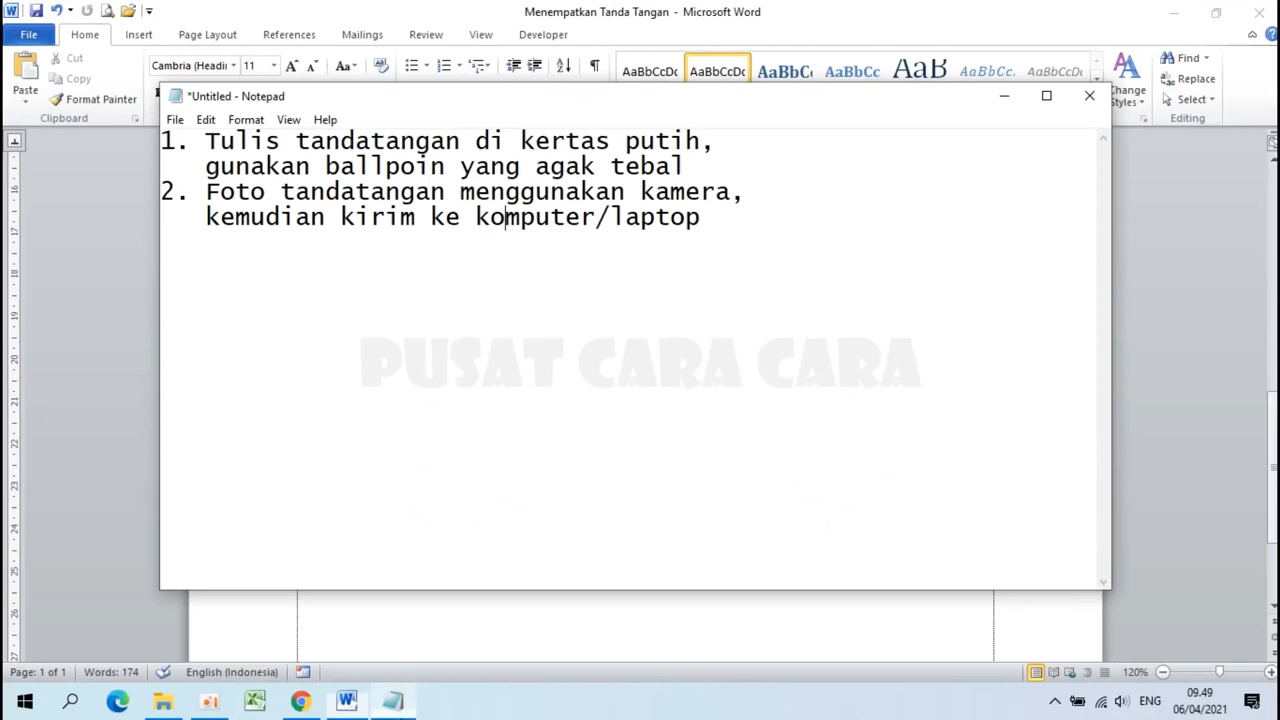 Menempatkan Tanda Tangan - Microsoft Word
File Home Insert Page Layout References Mailings Review View Developer
Cut
Copy
Paste
Format Painter
Clipboard
Cambria (Headi 11
AaBbCcDc AaBbCcDc AaBbC AaBbCc AaB AaBbCc. AaBbCcDc
Change
Styles
Find
Replace
Select
Editing
*Untitled - Notepad
File Edit Format View Help
1. Tulis tandatangan di kertas putih,
gunakan ballpoin yang agak tebal
2. Foto tandatangan menggunakan kamera,
kemudian kirim ke komputer/laptop
PUSAT CARA CARA
Page: 1 of 1 Words: 174 English (Indonesia) 120%
ENG
09.49
06/04/2021